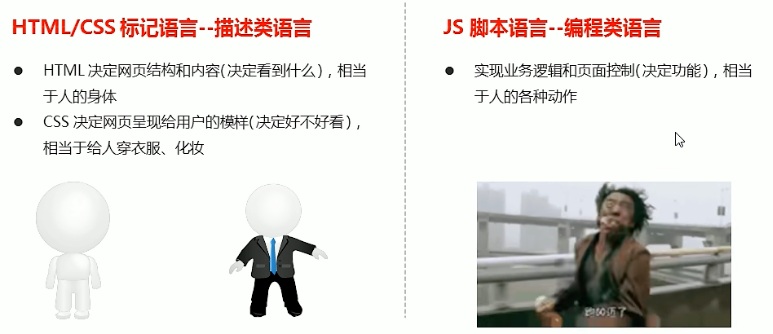 HTML/CSS 标记语言--描述类语言
● HTML 决定网页结构和内容(决定看到什么)，相当
于人的身体
● CSS 决定网页呈现给用户的模样(决定好不好看)，
相当于给人穿衣服、化妆
JS 脚本语言--编程类语言
● 实现业务逻辑和页面控制(决定功能)，相当
于人的各种动作